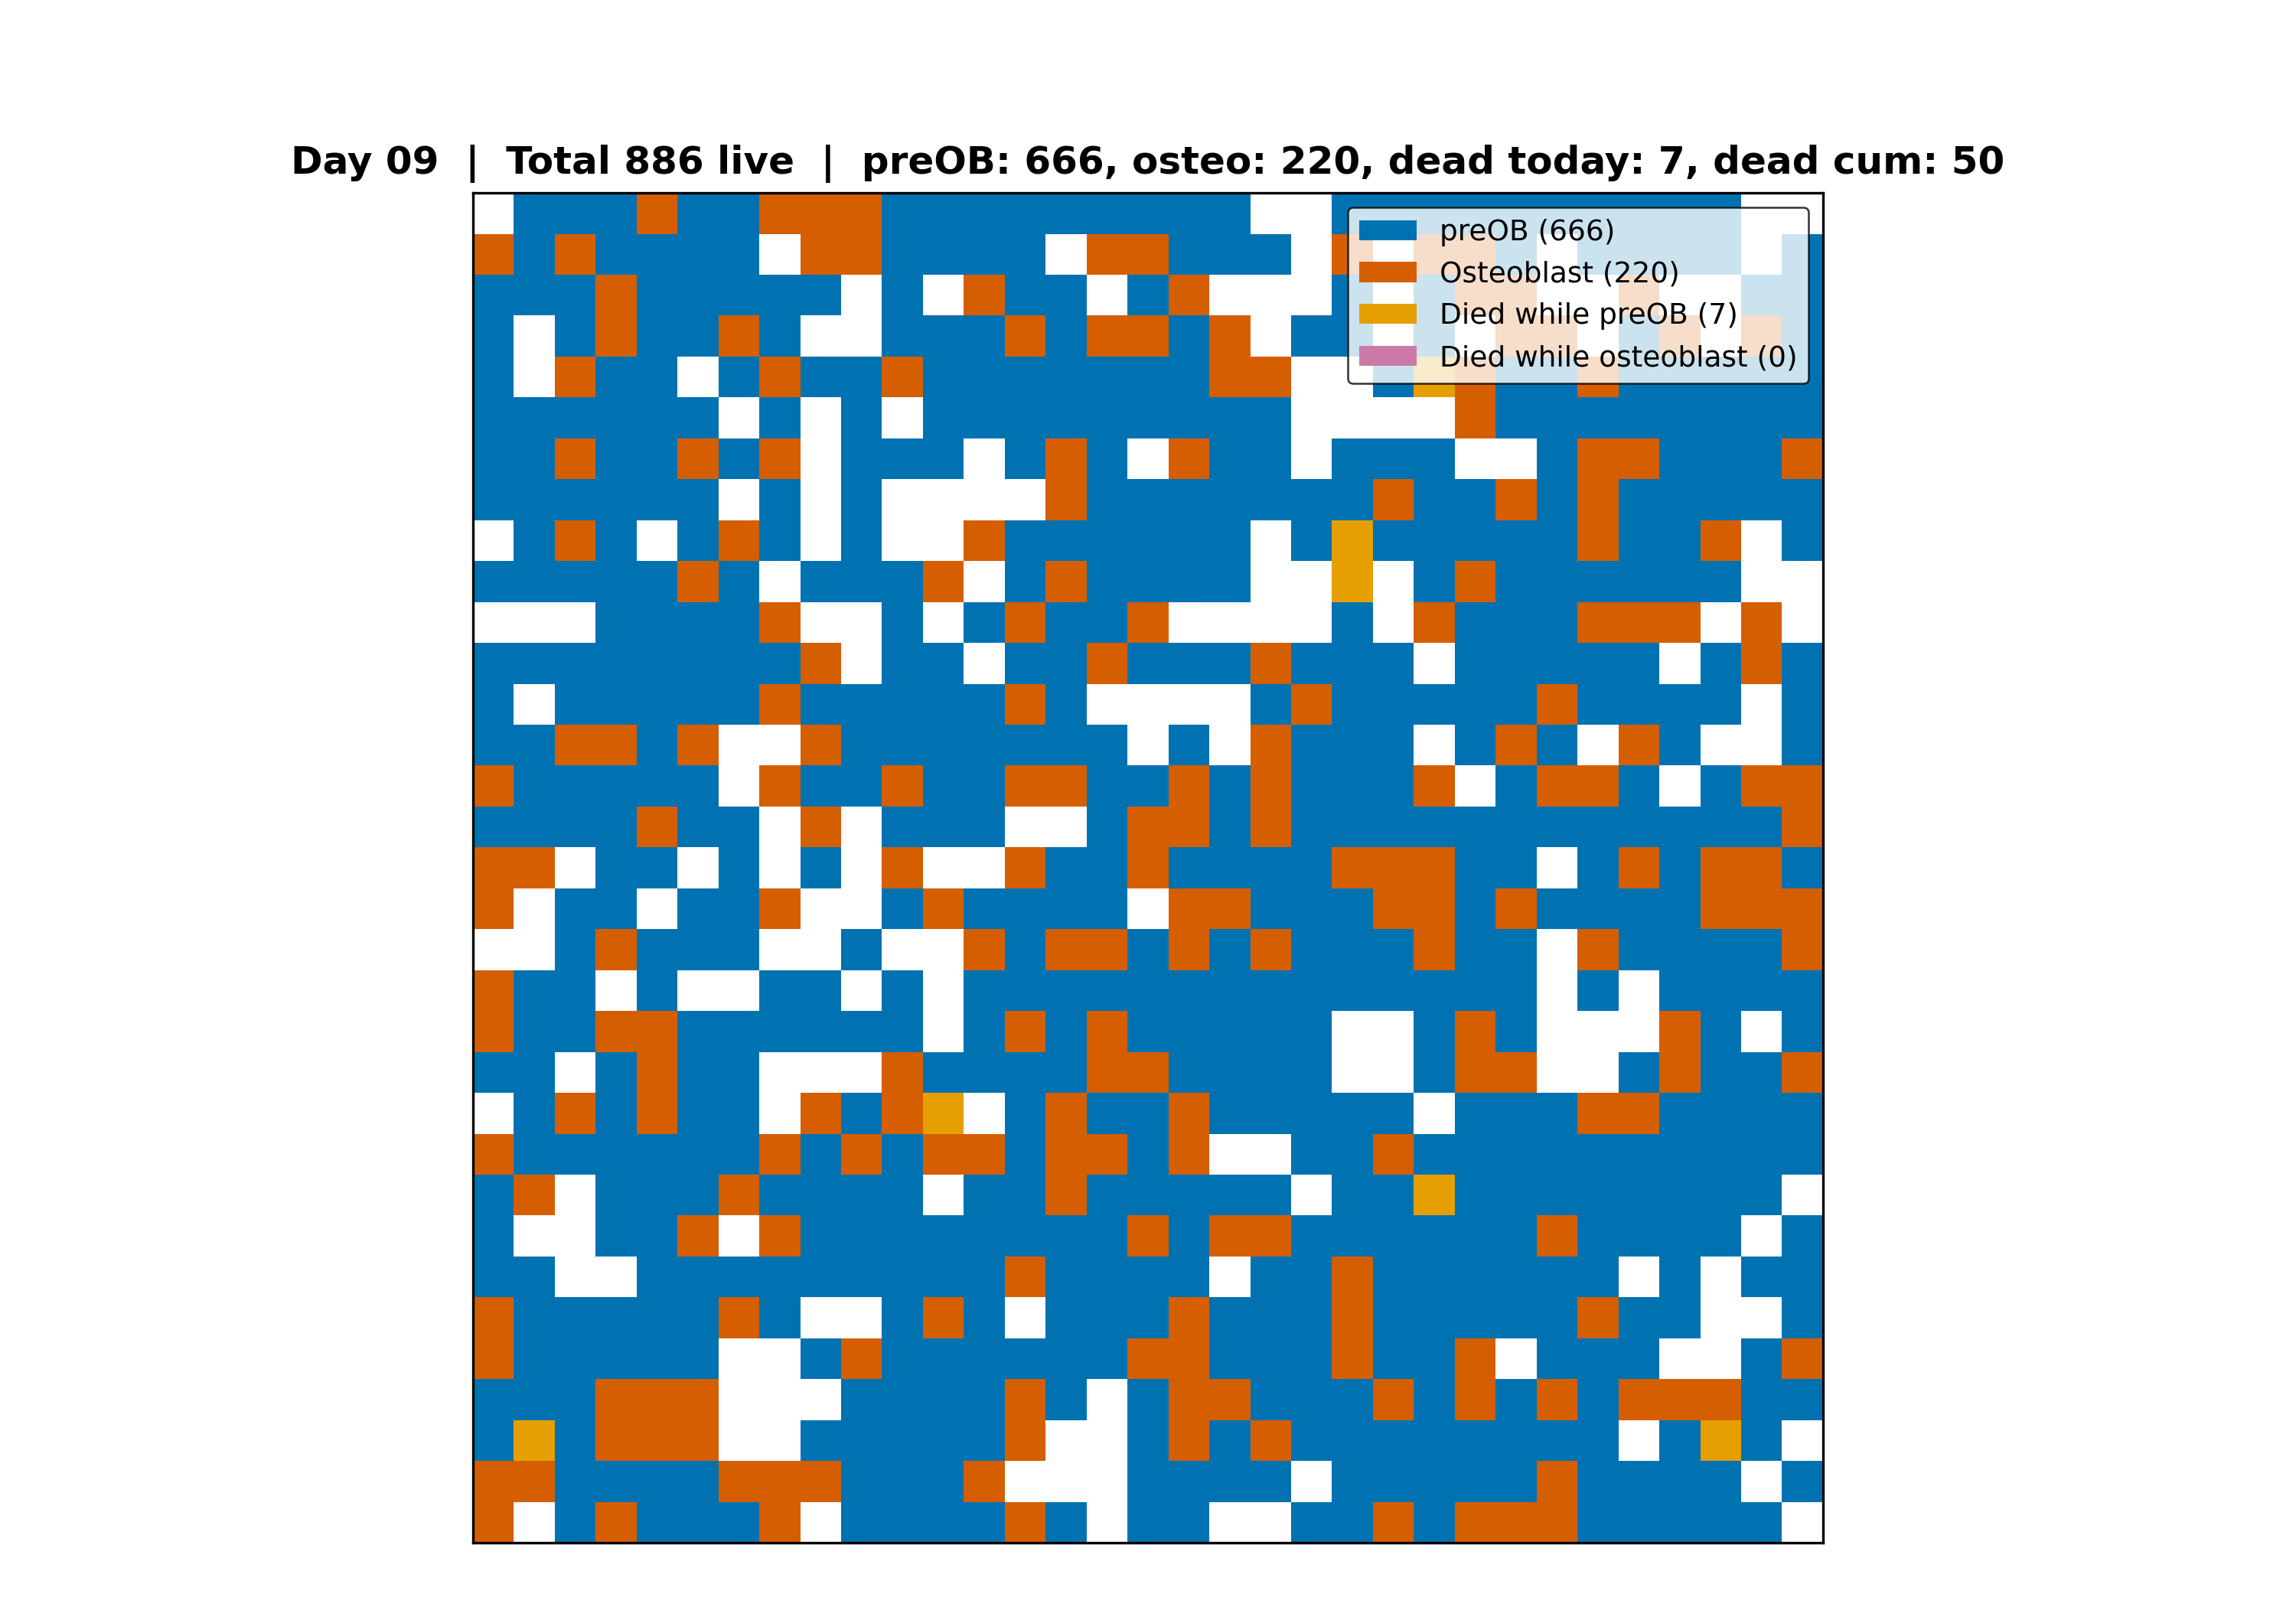 Day 09 | Total 886 live | preOB: 666, osteo: 220, dead today: 7, dead cum: 50
preOB (666)
Osteoblast (220)
Died while preOB (7)
Died while osteoblast (0)